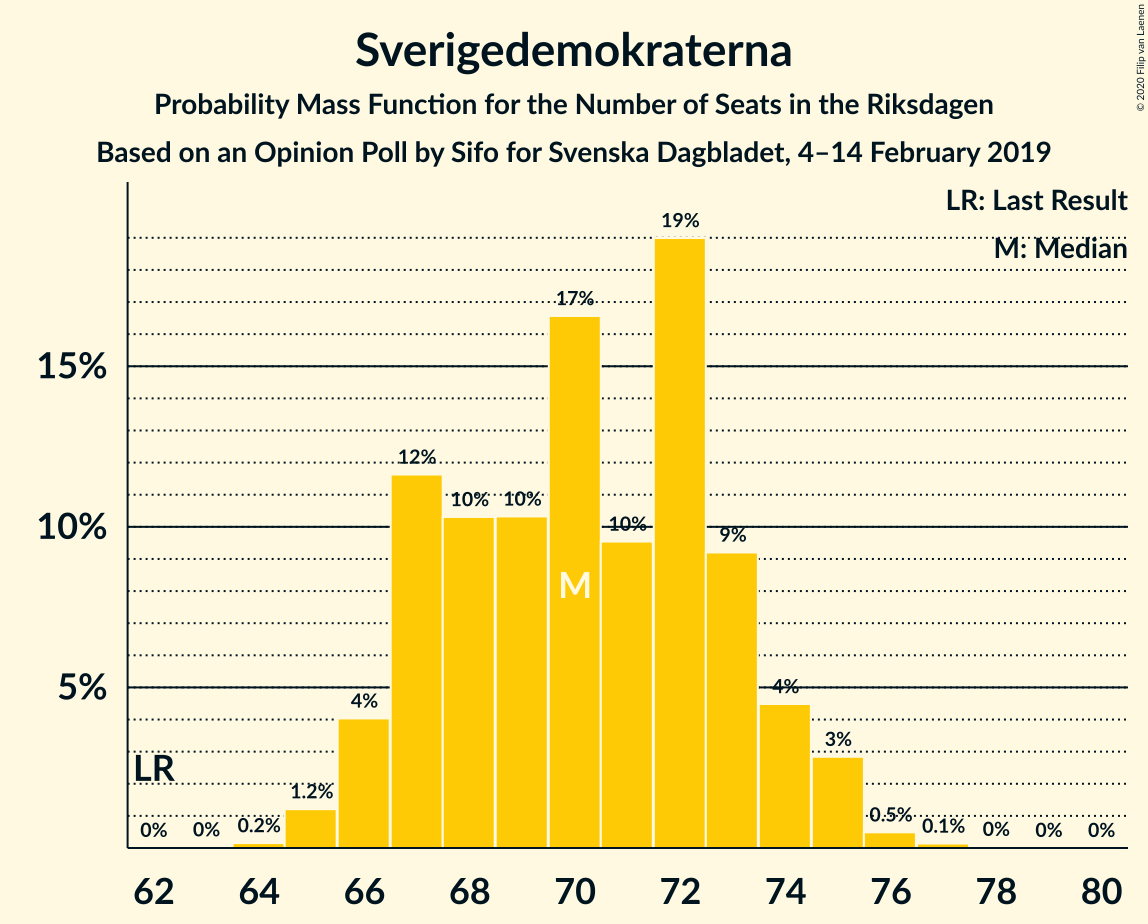 Sverigedemokraterna
Probability Mass Function for the Number of Seats in the Riksdagen
Based on an Opinion Poll by Sifo for Svenska Dagbladet, 4–14 February 2019
© 2020 Filip van Laenen
LR: Last Result
M: Median
15%
10%
5%
LR
0%
0%
0.2%
1.2%
4%
12%
10%
10%
17%
M
10%
19%
9%
4%
3%
0.5%
0.1%
0%
0%
0%
62 64 66 68 70 72 74 76 78 80